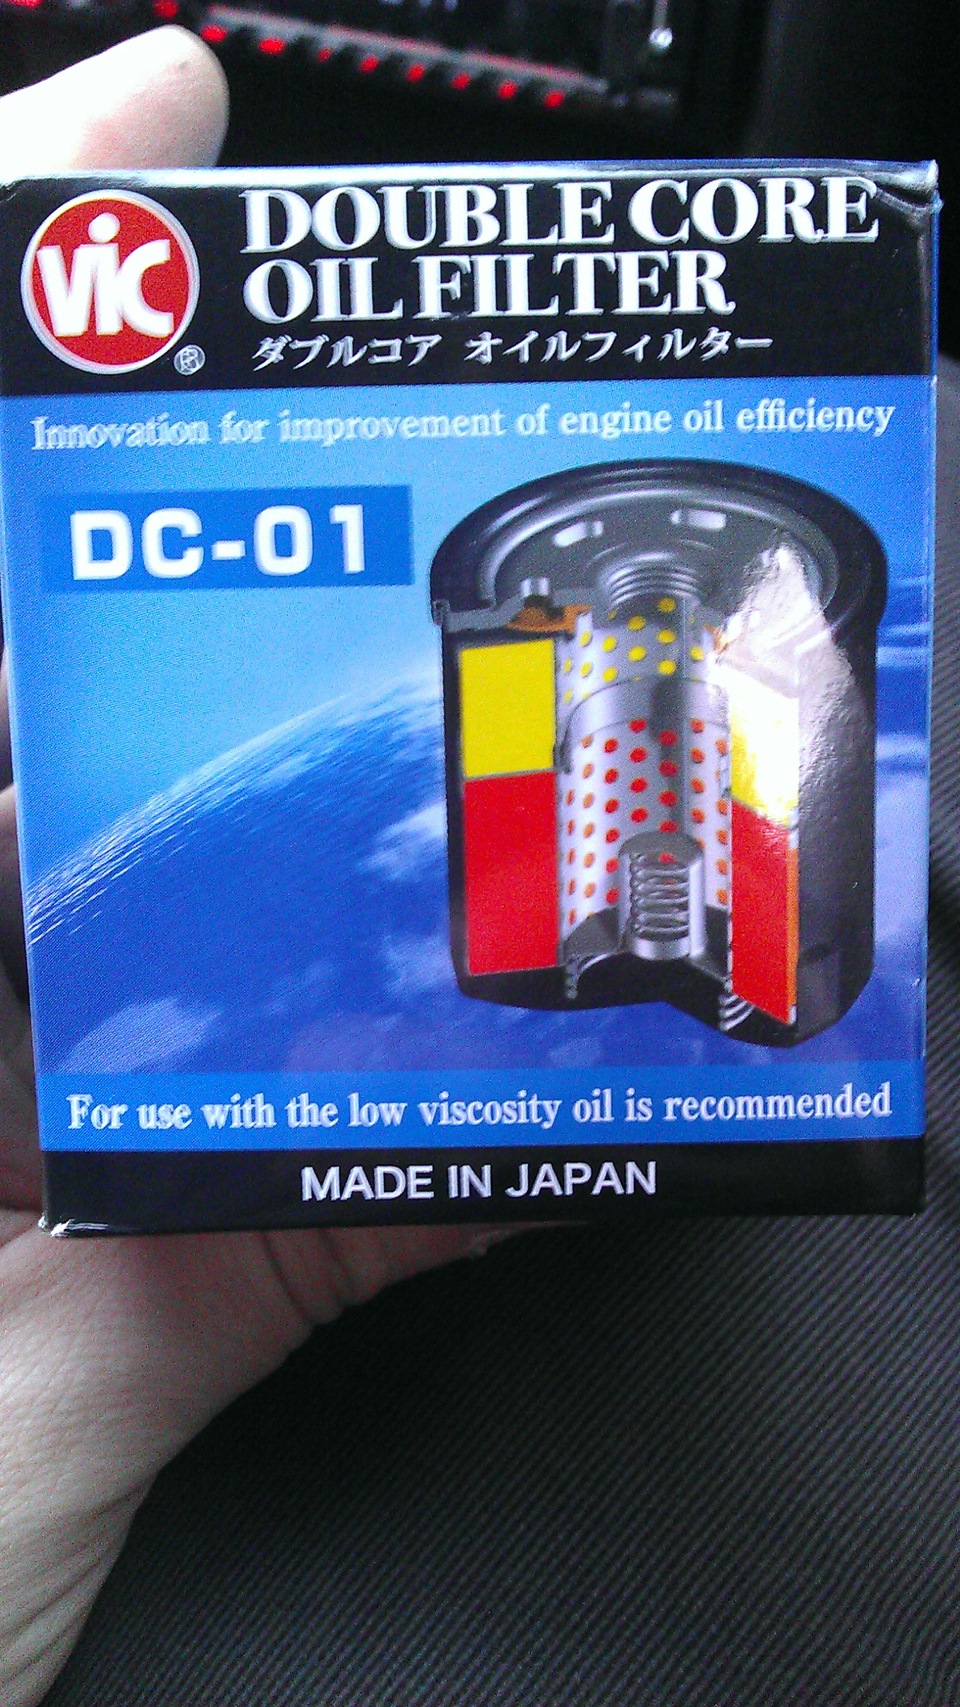 ViC
®
DOUBLE CORE
OIL FILTER
ダブルコア オイルフィルター
Innovation for improvement of engine oil efficiency
DC-01
For use with the low viscosity oil is recommended
MADE IN JAPAN